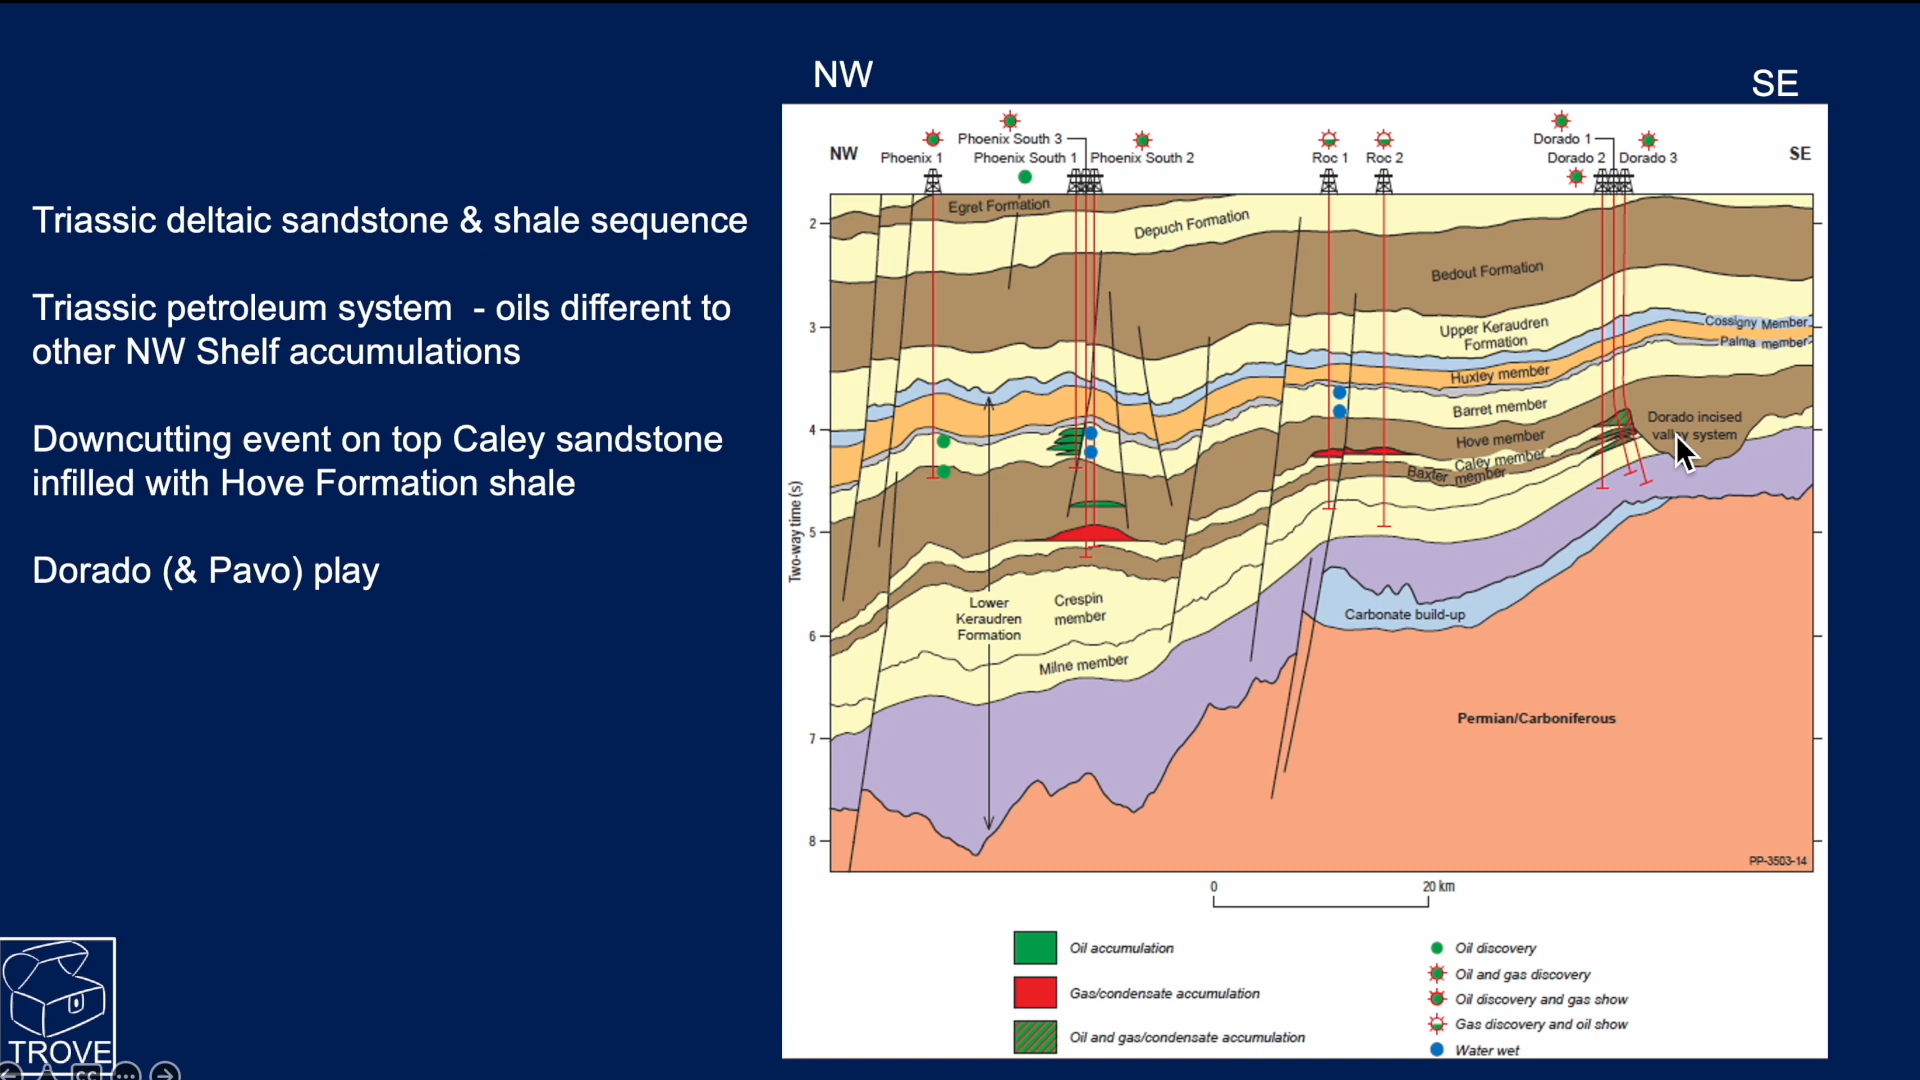 NW
SE
Triassic deltaic sandstone & shale sequence
Triassic petroleum system - oils different to
other NW Shelf accumulations
Downcutting event on top Caley sandstone
infilled with Hove Formation shale
Dorado (& Pavo) play
TROVE
CC
NW
SE
Phoenix 1
Phoenix South 3
Phoenix South 1
Phoenix South 2
Roc 1
Roc 2
Dorado 1
Dorado 2
Dorado 3
Egret Formation
Depuch Formation
Bedout Formation
Upper Keraudren
Formation
Cossigny Member
Palma member
Huxley member
Barret member
Hove member
Caley member
Baxter member
Dorado incised
valley system
Lower
Keraudren
Formation
Crespin
member
Milne member
Carbonate build-up
Permian/Carboniferous
Two-way time (s)
2
3
4
5
6
7
8
PP-3503-14
0
20 km
Oil accumulation
Gas/condensate accumulation
Oil and gas/condensate accumulation
Oil discovery
Oil and gas discovery
Oil discovery and gas show
Gas discovery and oil show
Water wet